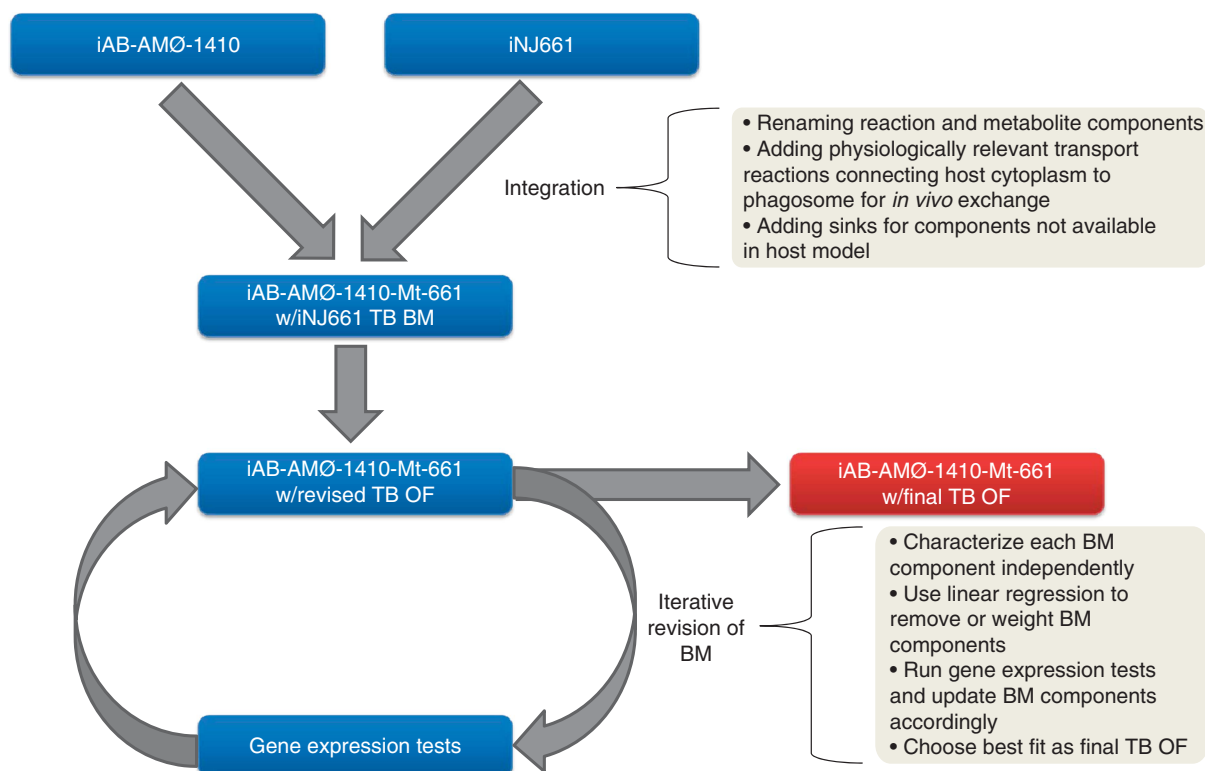 iAB-AMØ-1410
iNJ661
Integration
• Renaming reaction and metabolite components
• Adding physiologically relevant transport
reactions connecting host cytoplasm to
phagosome for in vivo exchange
• Adding sinks for components not available
in host model
iAB-AMØ-1410-Mt-661
w/iNJ661 TB BM
iAB-AMØ-1410-Mt-661
w/revised TB OF
iAB-AMØ-1410-Mt-661
w/final TB OF
Iterative
revision of
BM
• Characterize each BM
component independently
• Use linear regression to
remove or weight BM
components
• Run gene expression tests
and update BM components
accordingly
• Choose best fit as final TB OF
Gene expression tests